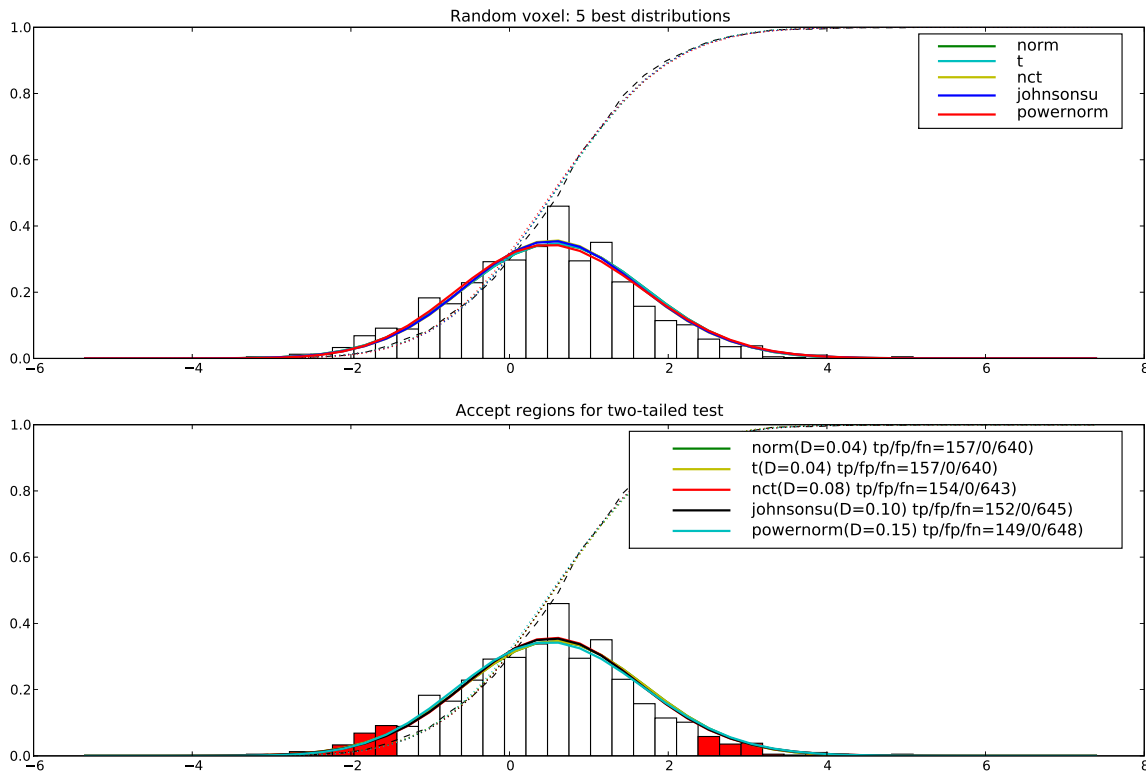 Random voxel: 5 best distributions
1.0
0.8
0.6
0.4
0.2
0.0
norm
t
nct
johnsonsu
powernorm
−6 −4 −2 0 2 4 6 8
Accept regions for two-tailed test
1.0
0.8
0.6
0.4
0.2
0.0
norm(D=0.04) tp/fp/fn=157/0/640)
t(D=0.04) tp/fp/fn=157/0/640)
nct(D=0.08) tp/fp/fn=154/0/643)
johnsonsu(D=0.10) tp/fp/fn=152/0/645)
powernorm(D=0.15) tp/fp/fn=149/0/648)
−6 −4 −2 0 2 4 6 8